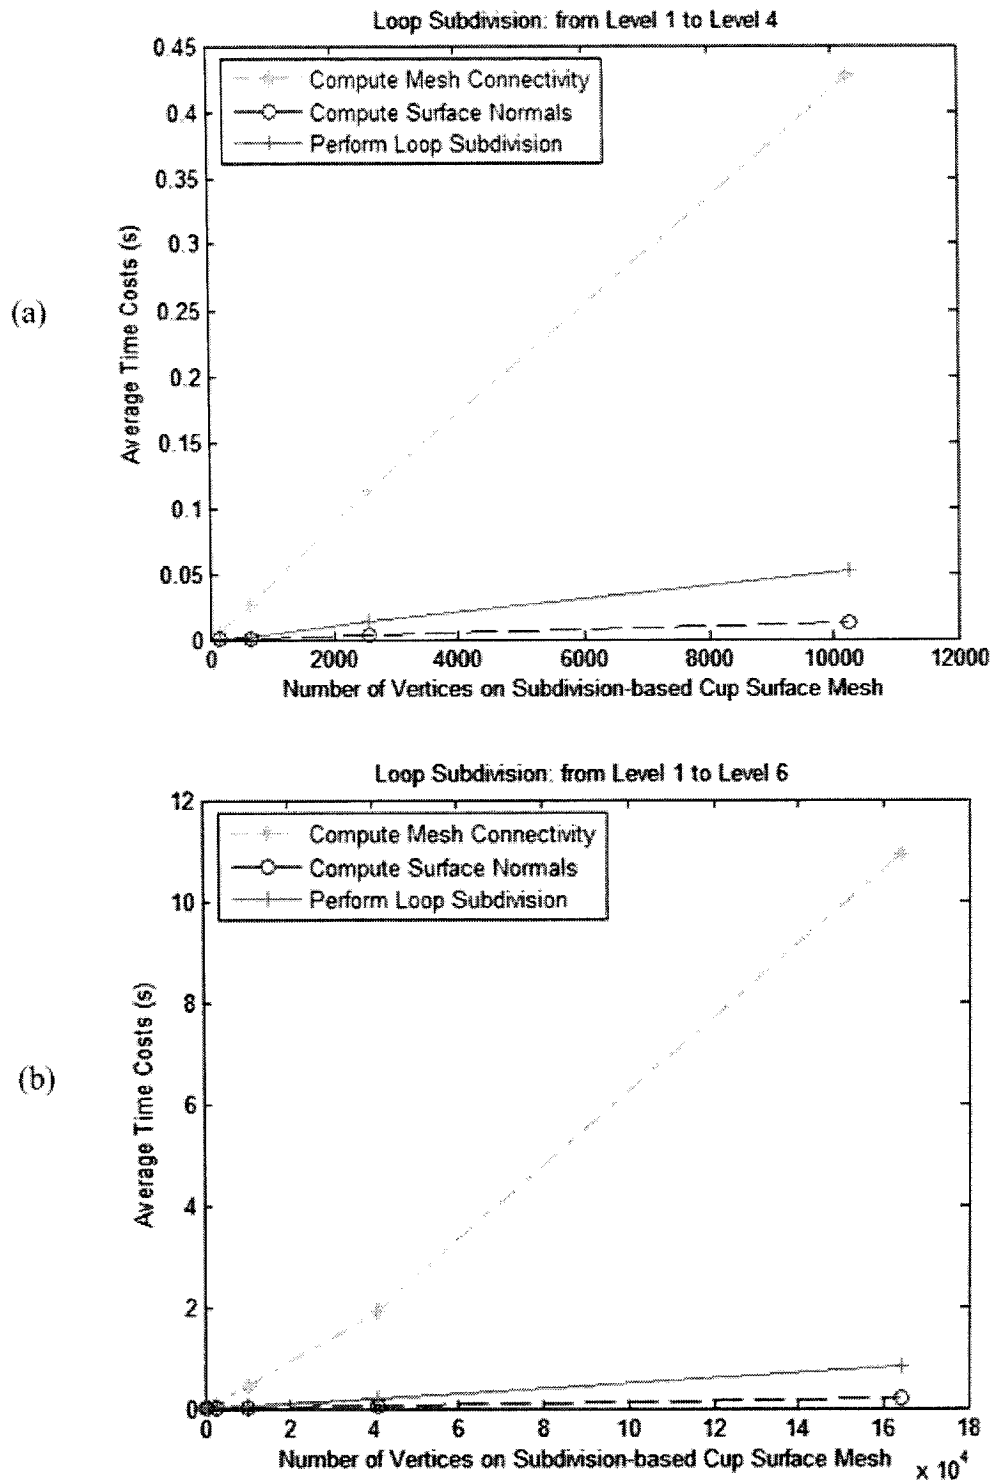 (a)
Loop Subdivision: from Level 1 to Level 4
Compute Mesh Connectivity
Compute Surface Normals
Perform Loop Subdivision
Average Time Costs (s)
0.45
0.4
0.35
0.3
0.25
0.2
0.15
0.1
0.05
0
0 2000 4000 6000 8000 10000 12000
Number of Vertices on Subdivision-based Cup Surface Mesh
(b)
Loop Subdivision: from Level 1 to Level 6
Compute Mesh Connectivity
Compute Surface Normals
Perform Loop Subdivision
Average Time Costs (s)
12
10
8
6
4
2
0
0 2 4 6 8 10 12 14 16 18
Number of Vertices on Subdivision-based Cup Surface Mesh x 10^4